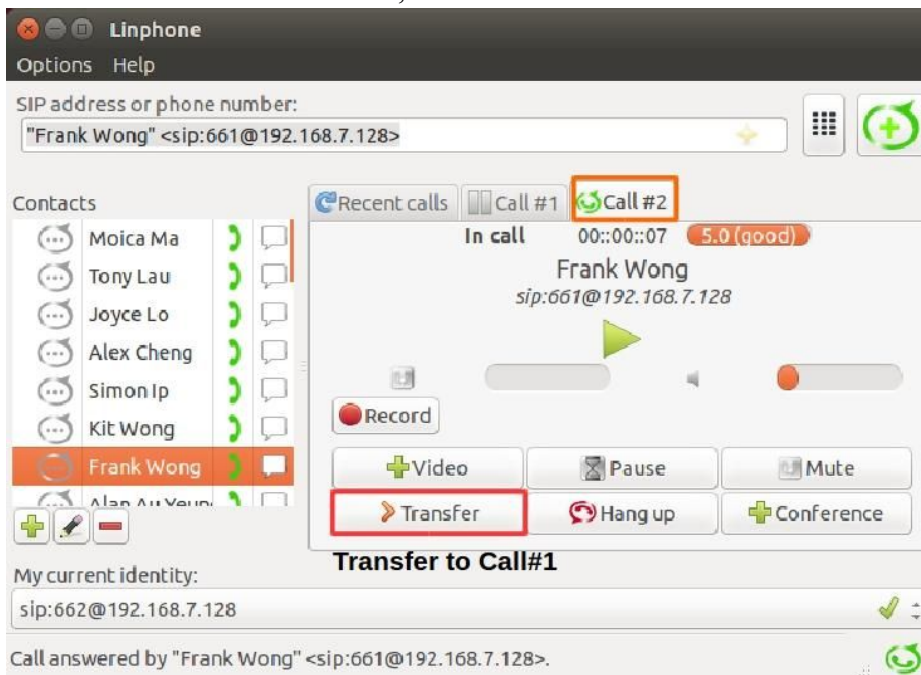 Linphone
Options Help
SIP address or phone number:
"Frank Wong" <sip:661@192.168.7.128>
Contacts
Recent calls Call #1 Call #2
In call 00::00::07 5.0 (good)
Frank Wong
sip:661@192.168.7.128
Moica Ma
Tony Lau
Joyce Lo
Alex Cheng
Simon Ip
Kit Wong
Frank Wong
Alan Au Yeun
Record
Video Pause Mute
Transfer Hang up Conference
Transfer to Call#1
My current identity:
sip:662@192.168.7.128
Call answered by "Frank Wong" <sip:661@192.168.7.128>.